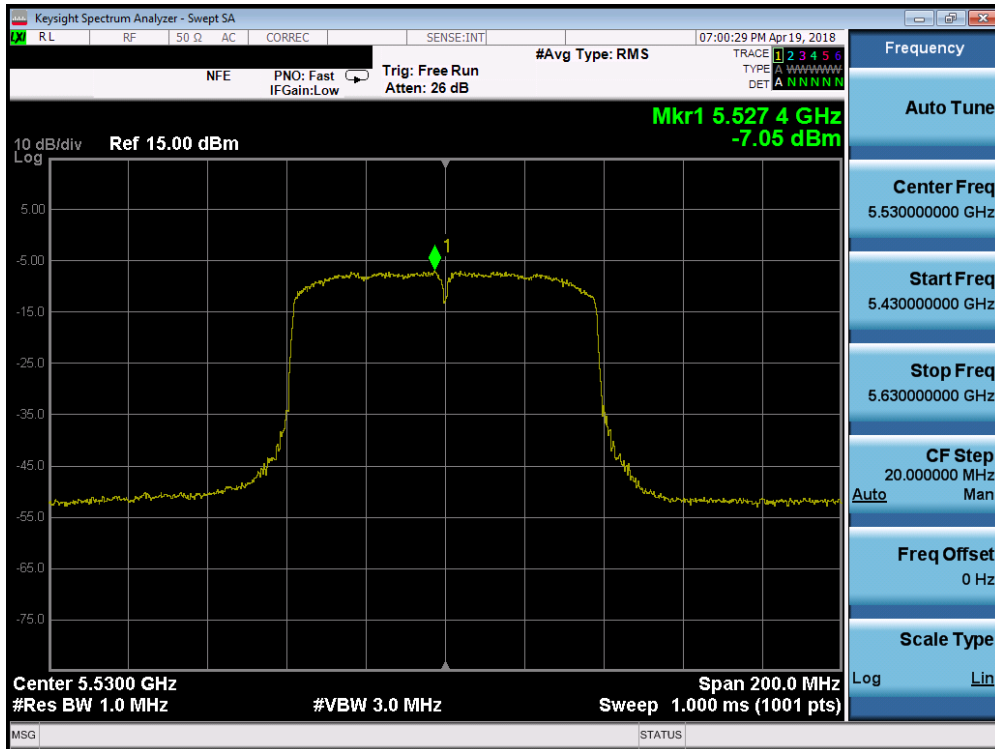 Keysight Spectrum Analyzer - Swept SA
LXI RL RF 50 Ω AC CORREC SENSE:INT 07:00:29 PM Apr 19, 2018
#Avg Type: RMS TRACE 1 2 3 4 5 6
NFE PNO: Fast Trig: Free Run TYPE A WWWWW
IFGain:Low Atten: 26 dB DET A N N N N N
Mkr1 5.527 4 GHz
-7.05 dBm
10 dB/div Ref 15.00 dBm
Log
5.00
1
-5.00
-15.0
-25.0
-35.0
-45.0
-55.0
-65.0
-75.0
Center 5.5300 GHz Span 200.0 MHz
#Res BW 1.0 MHz #VBW 3.0 MHz Sweep 1.000 ms (1001 pts)
MSG STATUS
Frequency
Auto Tune
Center Freq
5.530000000 GHz
Start Freq
5.430000000 GHz
Stop Freq
5.630000000 GHz
CF Step
20.000000 MHz
Auto Man
Freq Offset
0 Hz
Scale Type
Log Lin